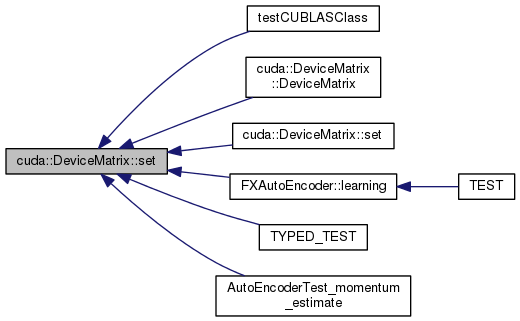 testCUBLASClass
cuda::DeviceMatrix
::DeviceMatrix
cuda::DeviceMatrix::set
cuda::DeviceMatrix::set
FXAutoEncoder::learning
TEST
TYPED_TEST
AutoEncoderTest_momentum
_estimate